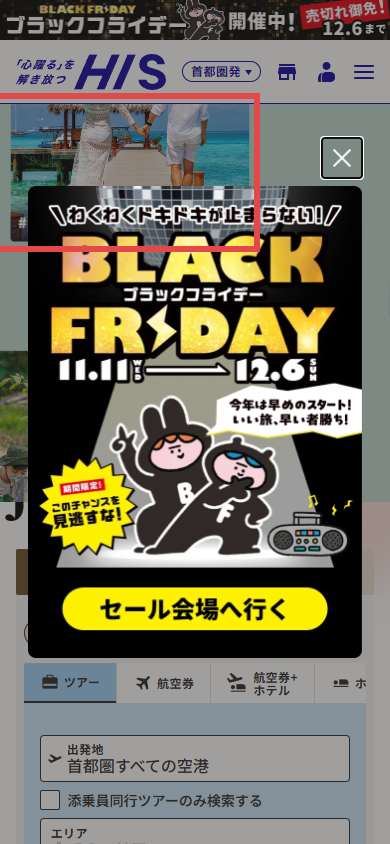 BLACK FRiDAY
ブラックフライデー 開催中!
売切れ御免!
12.6まで
「心躍る」を
解き放つ
HIS
首都圏発
#
\わくわくドキドキが止まらない!/
BLACK
ブラックフライデー
FRIDAY
11.11 WED 12.6 SUN
今年は早めのスタート!
いい旅、早い者勝ち!
期間限定!
このチャンスを
見逃すな!
B F
セール会場へ行く
ツアー
航空券
航空券+
ホテル
ホ
出発地
首都圏すべての空港
添乗員同行ツアーのみ検索する
エリア